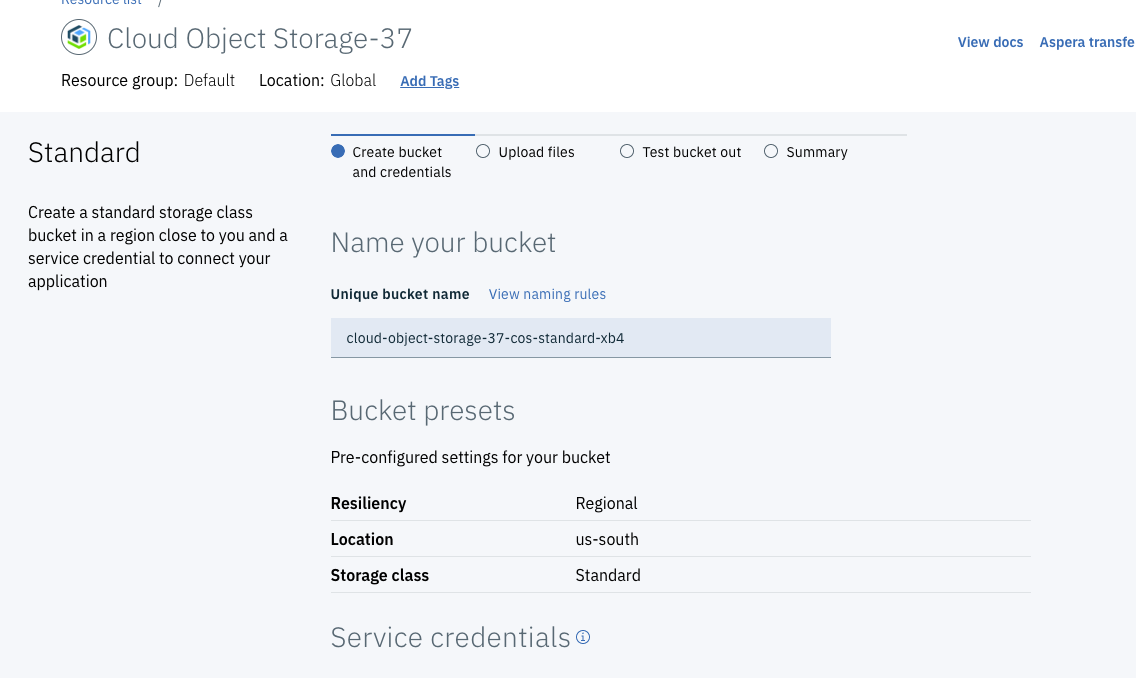 Resource list /
Cloud Object Storage-37
View docs Aspera transfe
Resource group: Default Location: Global Add Tags
Standard
Create a standard storage class
bucket in a region close to you and a
service credential to connect your
application
Create bucket
and credentials
Upload files
Test bucket out
Summary
Name your bucket
Unique bucket name View naming rules
cloud-object-storage-37-cos-standard-xb4
Bucket presets
Pre-configured settings for your bucket
Resiliency Regional
Location us-south
Storage class Standard
Service credentials